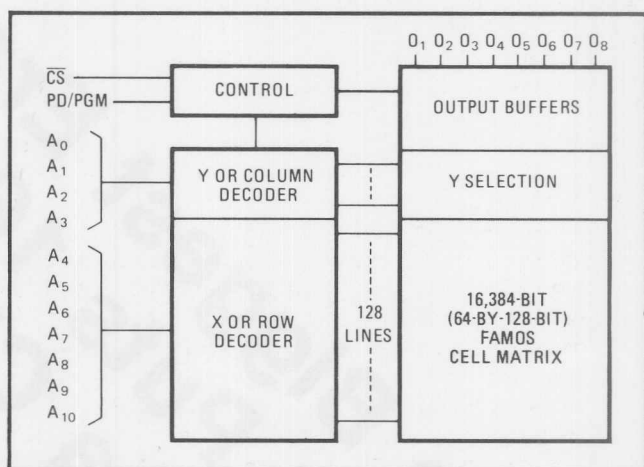 O₁ O₂ O₃ O₄ O₅ O₆ O₇ O₈
C̅S̅
PD/PGM
CONTROL
OUTPUT BUFFERS
A₀
A₁
A₂
A₃
Y OR COLUMN
DECODER
Y SELECTION
A₄
A₅
A₆
A₇
A₈
A₉
A₁₀
X OR ROW
DECODER
128
LINES
16,384-BIT
(64-BY-128-BIT)
FAMOS
CELL MATRIX